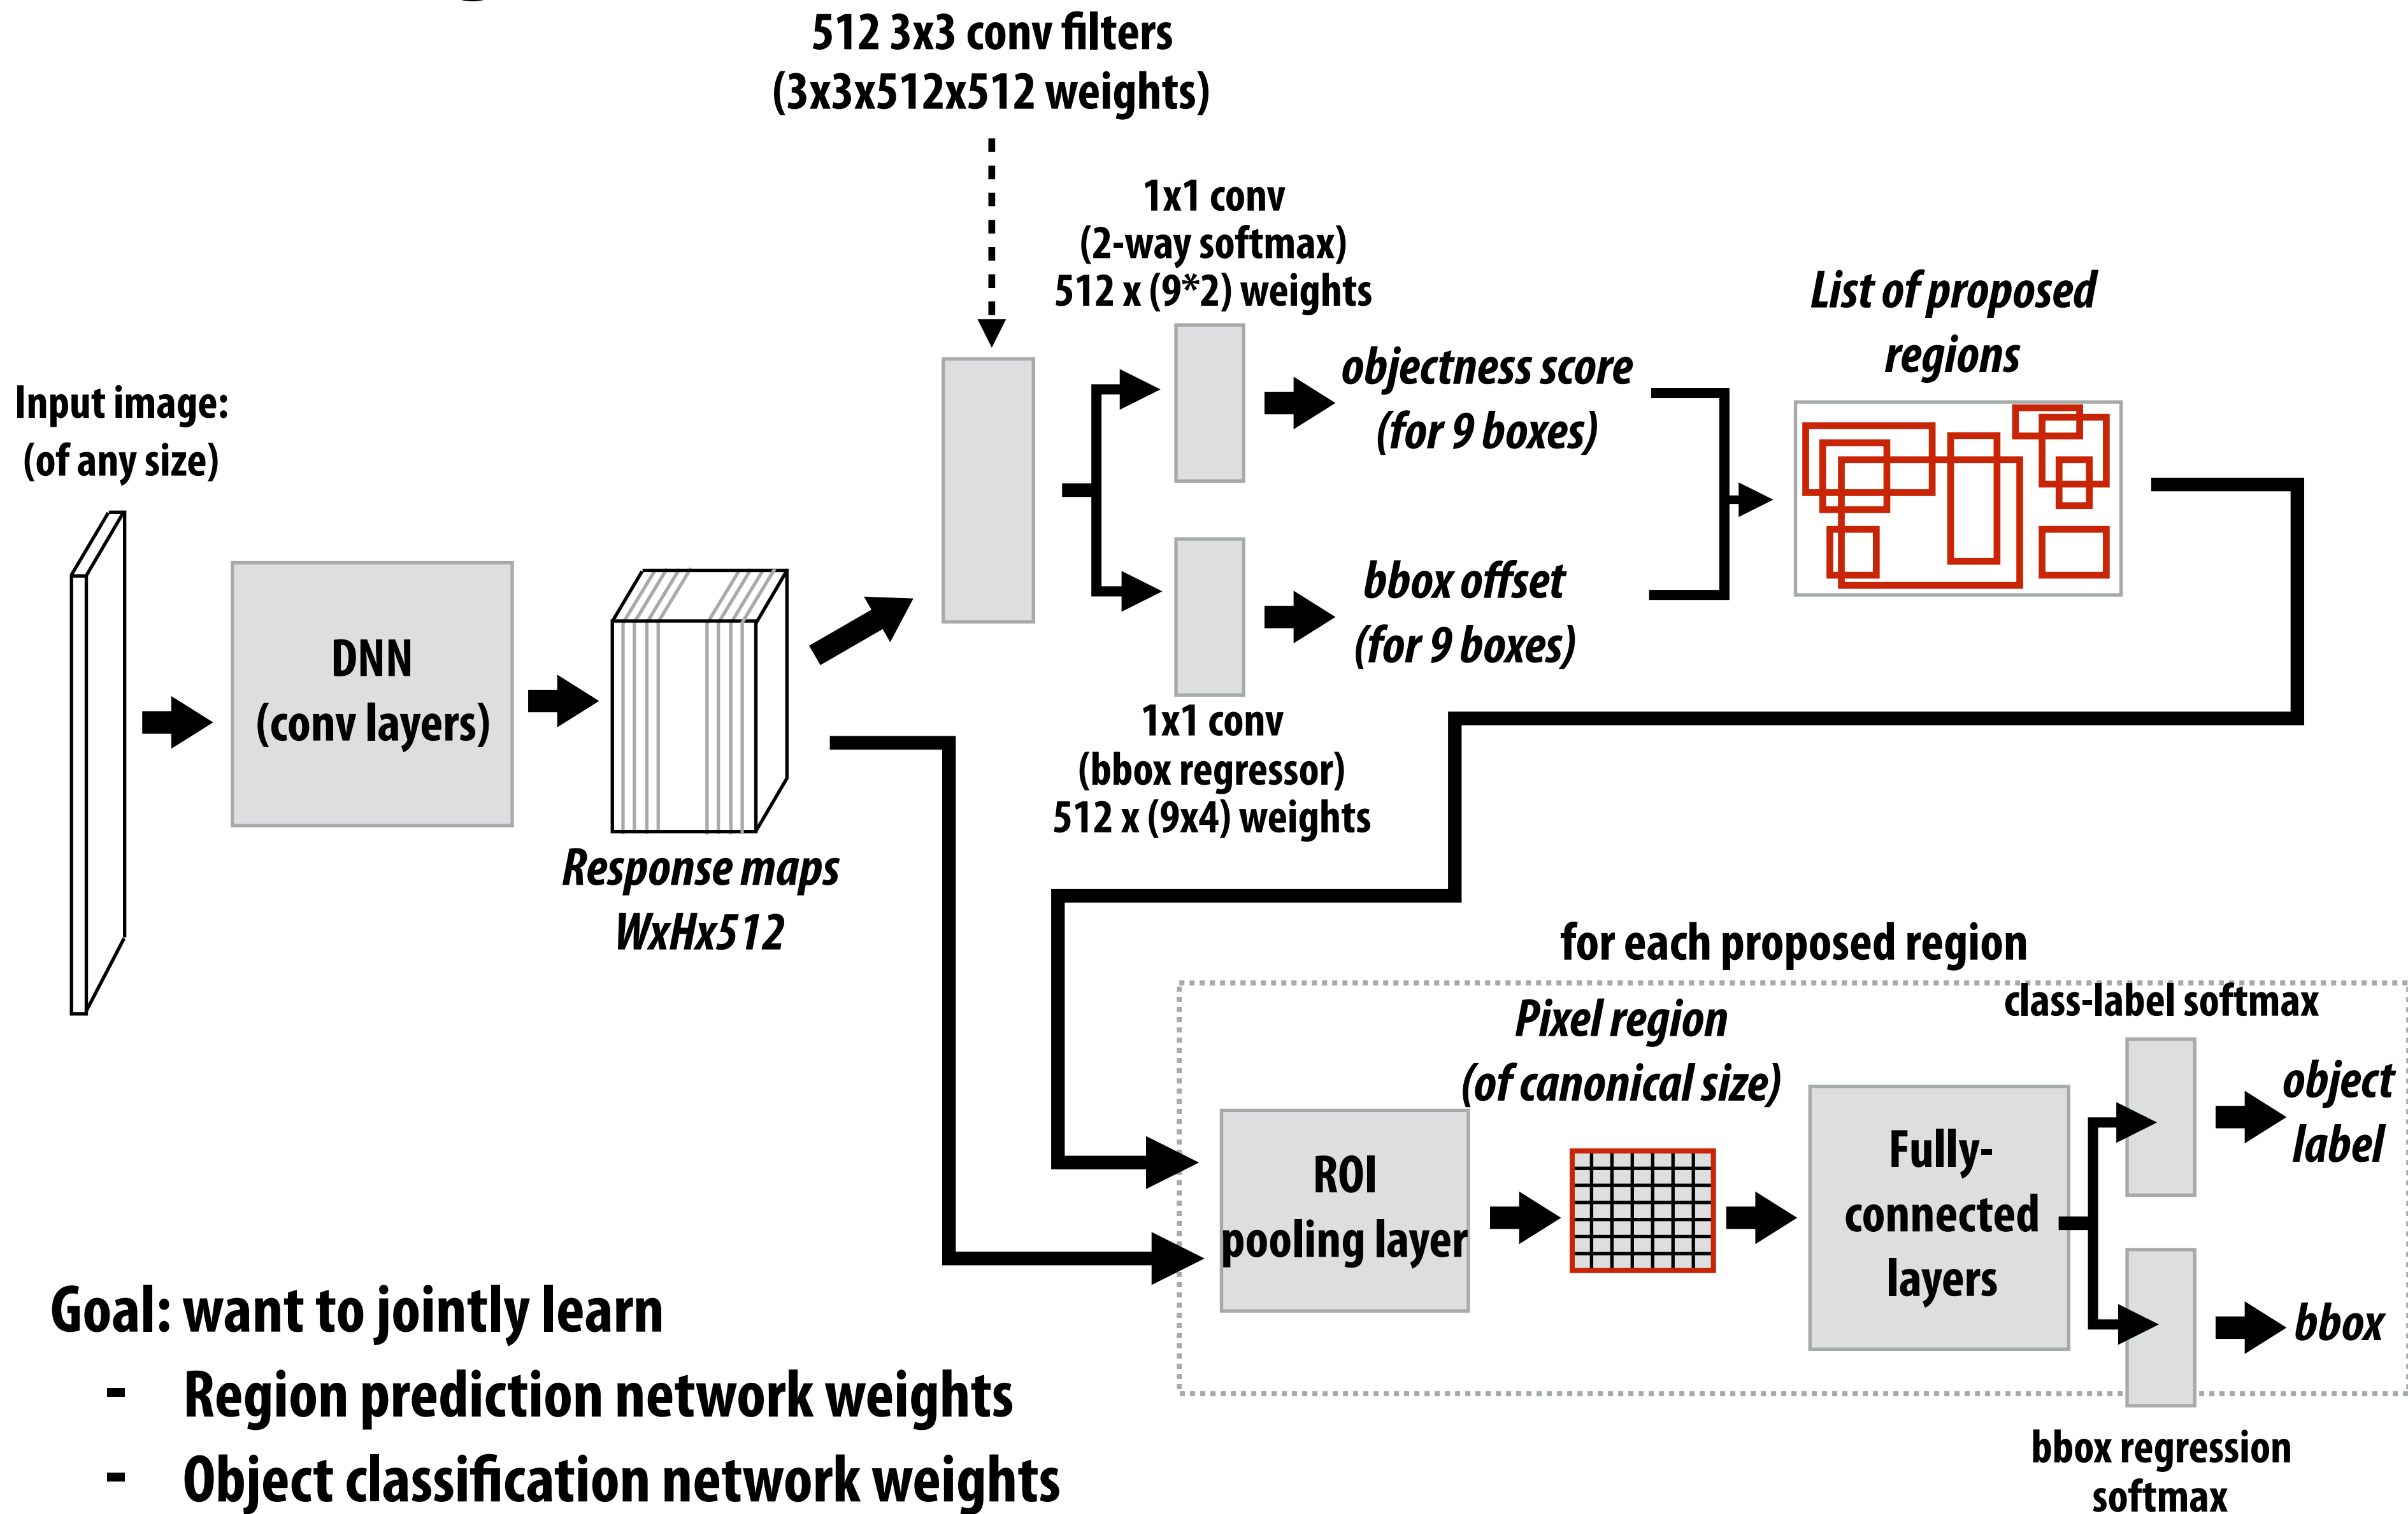 512 3x3 conv filters
(3x3x512x512 weights)
1x1 conv
(2-way softmax)
512 x (9*2) weights
List of proposed
regions
Input image:
(of any size)
objectness score
(for 9 boxes)
DNN
(conv layers)
bbox offset
(for 9 boxes)
1x1 conv
(bbox regressor)
512 x (9x4) weights
Response maps
WxHx512
for each proposed region
class-label softmax
Pixel region
(of canonical size)
object
label
ROI
pooling layer
Fully-
connected
layers
bbox
bbox regression
softmax
Goal: want to jointly learn
- Region prediction network weights
- Object classification network weights